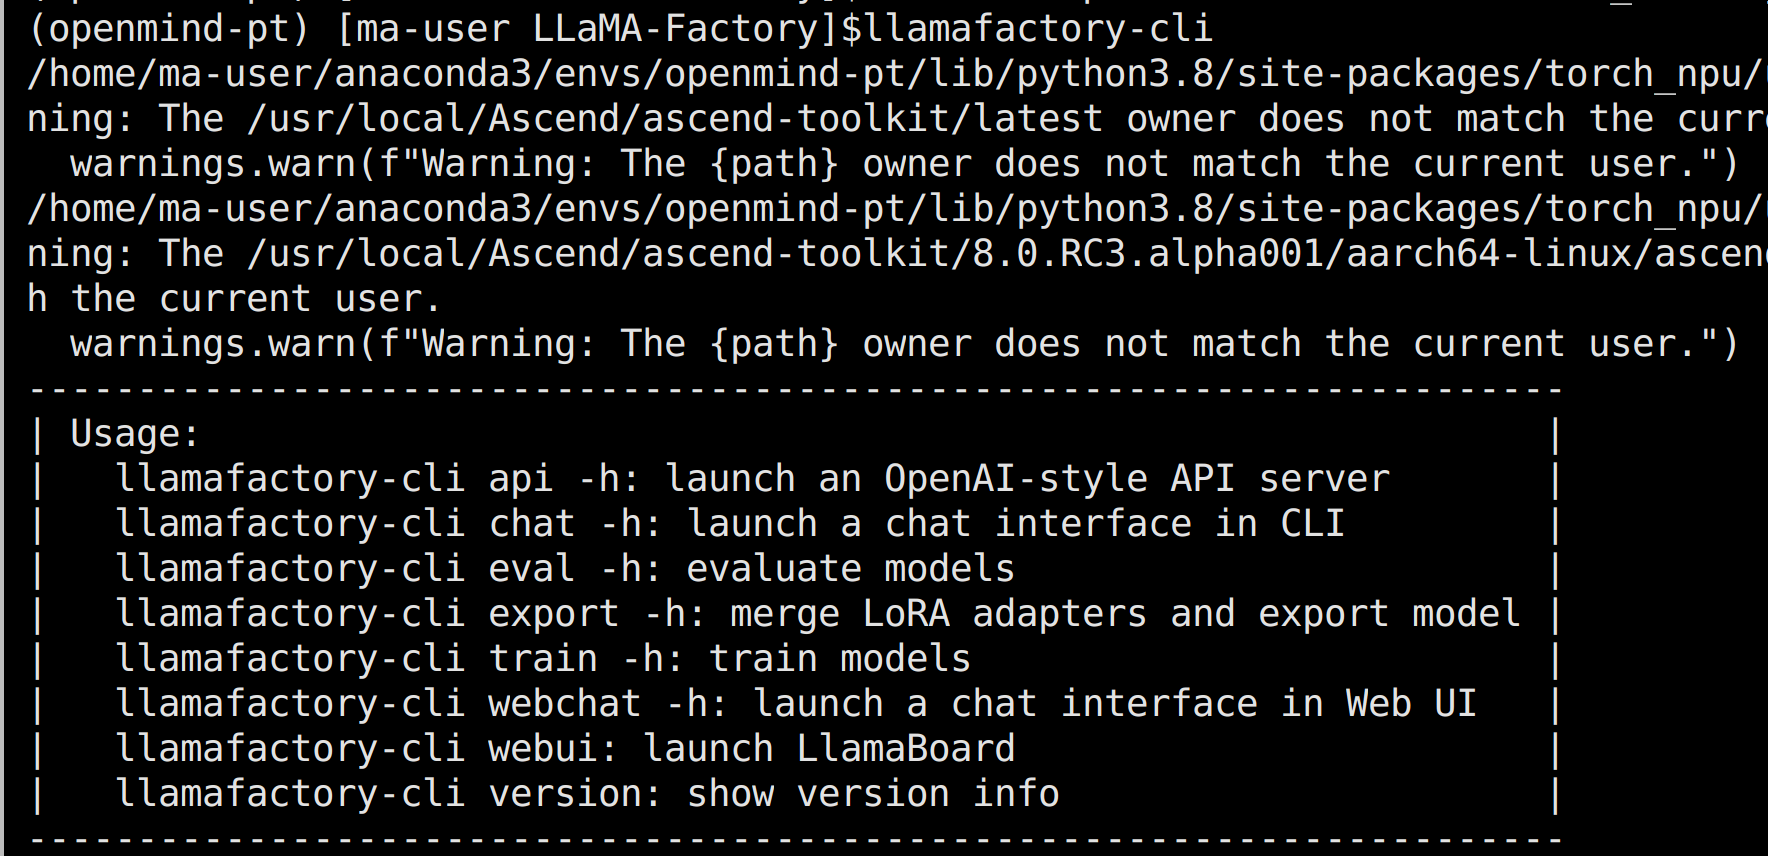 (openmind-pt) [ma-user LLaMA-Factory]$llamafactory-cli
/home/ma-user/anaconda3/envs/openmind-pt/lib/python3.8/site-packages/torch_npu/
ning: The /usr/local/Ascend/ascend-toolkit/latest owner does not match the curr
  warnings.warn(f"Warning: The {path} owner does not match the current user.")
/home/ma-user/anaconda3/envs/openmind-pt/lib/python3.8/site-packages/torch_npu/
ning: The /usr/local/Ascend/ascend-toolkit/8.0.RC3.alpha001/aarch64-linux/ascen
h the current user.
  warnings.warn(f"Warning: The {path} owner does not match the current user.")
----------------------------------------------------------------------
| Usage:                                                             |
|   llamafactory-cli api -h: launch an OpenAI-style API server       |
|   llamafactory-cli chat -h: launch a chat interface in CLI         |
|   llamafactory-cli eval -h: evaluate models                        |
|   llamafactory-cli export -h: merge LoRA adapters and export model |
|   llamafactory-cli train -h: train models                          |
|   llamafactory-cli webchat -h: launch a chat interface in Web UI   |
|   llamafactory-cli webui: launch LlamaBoard                        |
|   llamafactory-cli version: show version info                      |
----------------------------------------------------------------------